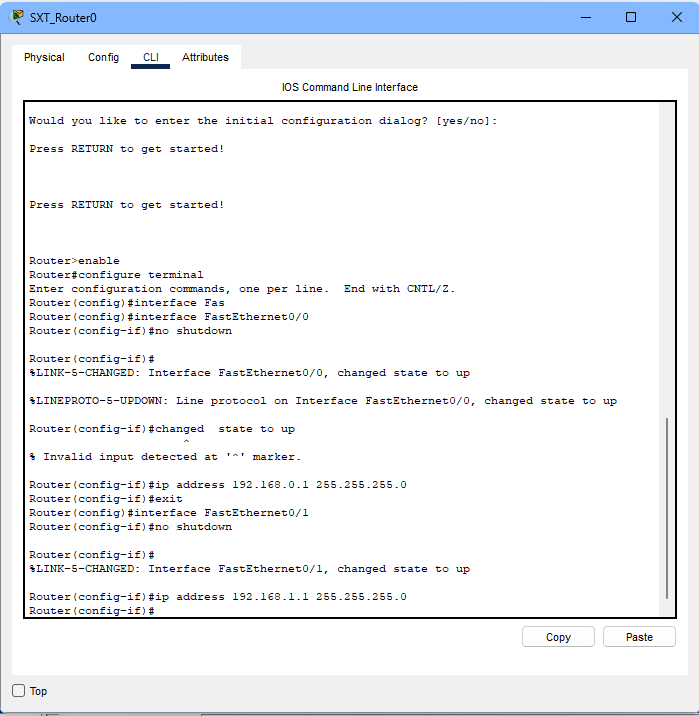 SXT_Router0
Physical Config CLI Attributes
IOS Command Line Interface
Would you like to enter the initial configuration dialog? [yes/no]:
Press RETURN to get started!
Press RETURN to get started!
Router>enable
Router#configure terminal
Enter configuration commands, one per line.  End with CNTL/Z.
Router(config)#interface Fas
Router(config)#interface FastEthernet0/0
Router(config-if)#no shutdown
Router(config-if)#
%LINK-5-CHANGED: Interface FastEthernet0/0, changed state to up
%LINEPROTO-5-UPDOWN: Line protocol on Interface FastEthernet0/0, changed state to up
Router(config-if)#changed  state to up
^
% Invalid input detected at '^' marker.
Router(config-if)#ip address 192.168.0.1 255.255.255.0
Router(config-if)#exit
Router(config)#interface FastEthernet0/1
Router(config-if)#no shutdown
Router(config-if)#
%LINK-5-CHANGED: Interface FastEthernet0/1, changed state to up
Router(config-if)#ip address 192.168.1.1 255.255.255.0
Router(config-if)#
Copy Paste
Top